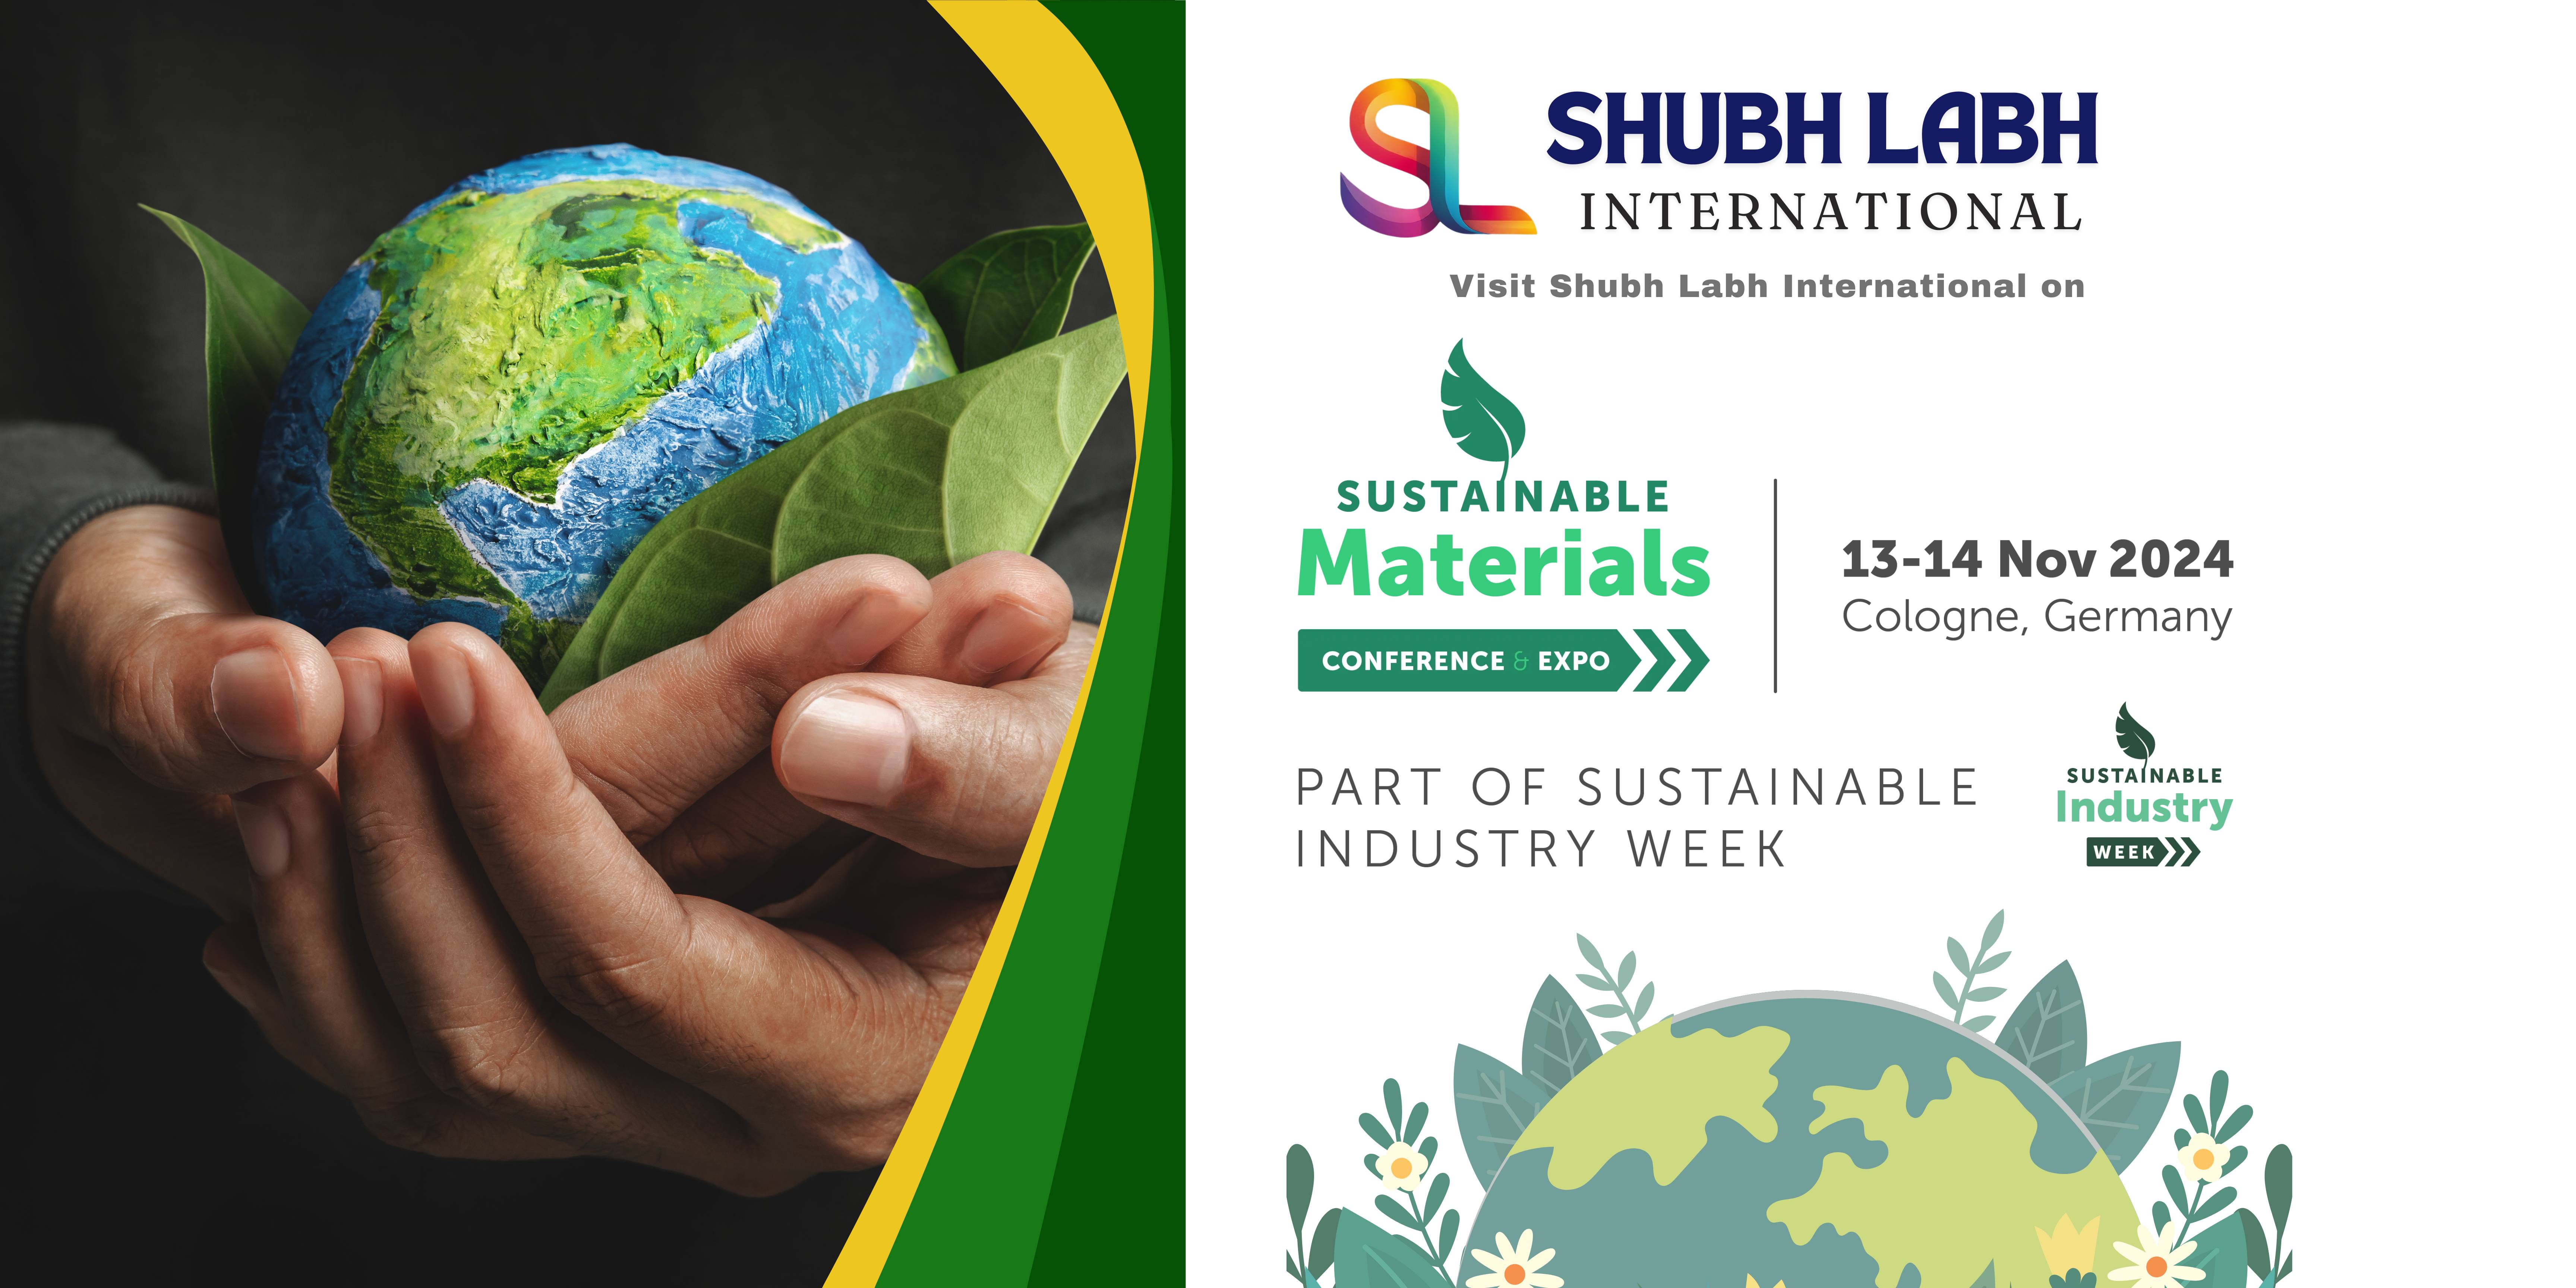 SL
SHUBH LABH
INTERNATIONAL
Visit Shubh Labh International on
SUSTAINABLE
Materials
CONFERENCE & EXPO
13-14 Nov 2024
Cologne, Germany
PART OF SUSTAINABLE
INDUSTRY WEEK
SUSTAINABLE
Industry
WEEK